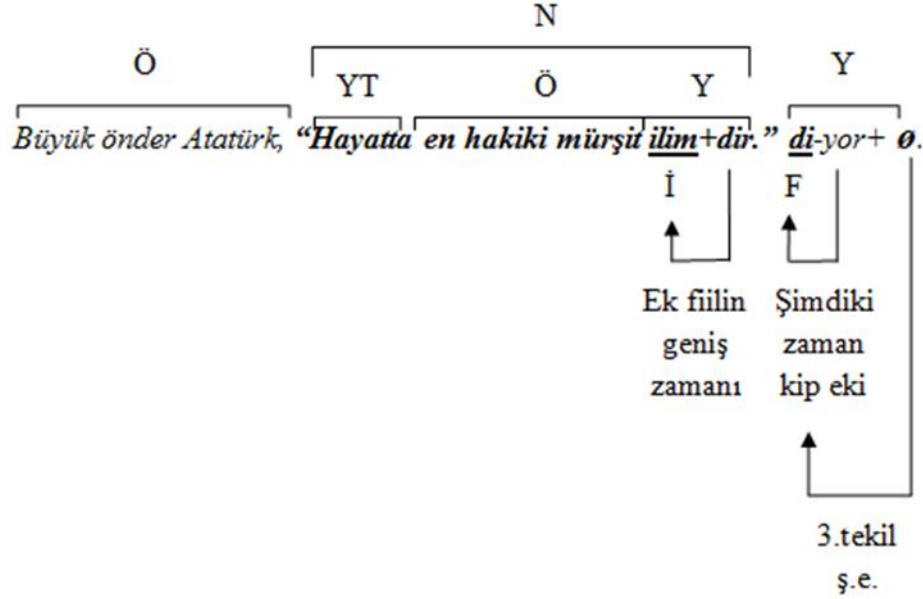 N
Ö Y
YT Ö Y
Büyük önder Atatürk, “Hayatta en hakiki mürşit ilim+dir.” di-yor+ ø.
İ F
Ek fiilin Şimdiki
geniş zaman
zamanı kip eki
3.tekil
ş.e.